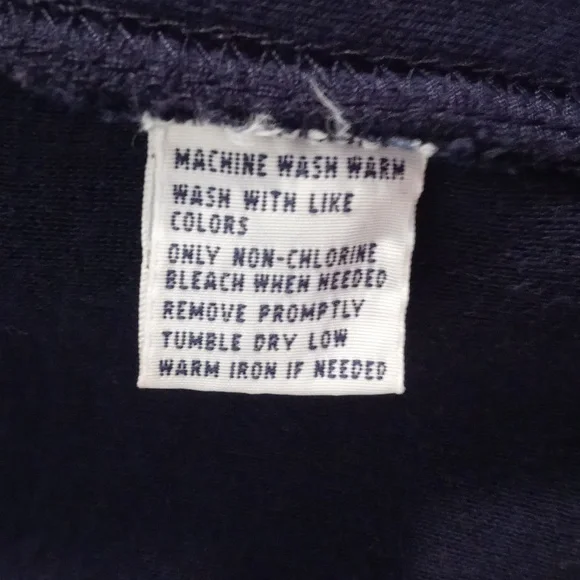 MACHINE WASH WARM
WASH WITH LIKE
COLORS
ONLY NON-CHLORINE
BLEACH WHEN NEEDED
REMOVE PROMPTLY
TUMBLE DRY LOW
WARM IRON IF NEEDED